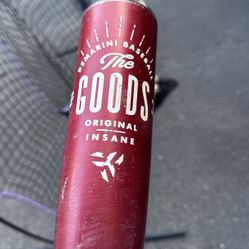 DEMARINI BASEBALL
The
GOODS
ORIGINAL
INSANE